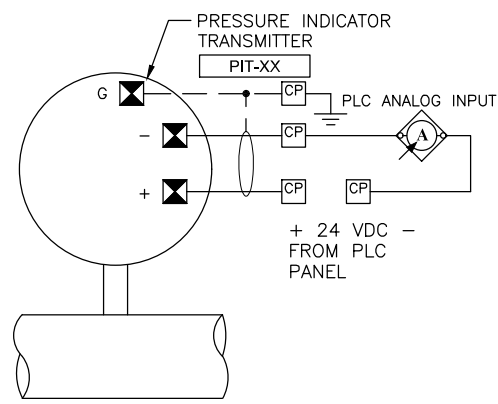 PRESSURE INDICATOR
TRANSMITTER
PIT-XX
G
CP
PLC ANALOG INPUT
-
CP
A
+
CP
CP
+ 24 VDC -
FROM PLC
PANEL